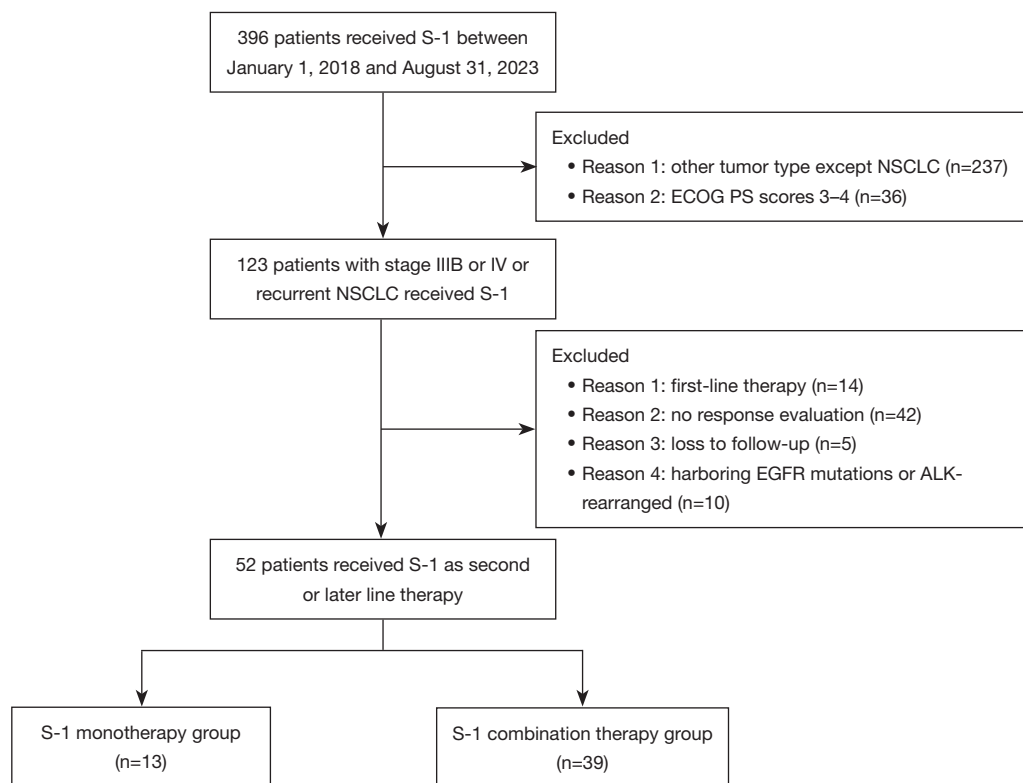 396 patients received S-1 between
January 1, 2018 and August 31, 2023
Excluded
• Reason 1: other tumor type except NSCLC (n=237)
• Reason 2: ECOG PS scores 3–4 (n=36)
123 patients with stage IIIB or IV or
recurrent NSCLC received S-1
Excluded
• Reason 1: first-line therapy (n=14)
• Reason 2: no response evaluation (n=42)
• Reason 3: loss to follow-up (n=5)
• Reason 4: harboring EGFR mutations or ALK-
rearranged (n=10)
52 patients received S-1 as second
or later line therapy
S-1 monotherapy group
(n=13)
S-1 combination therapy group
(n=39)